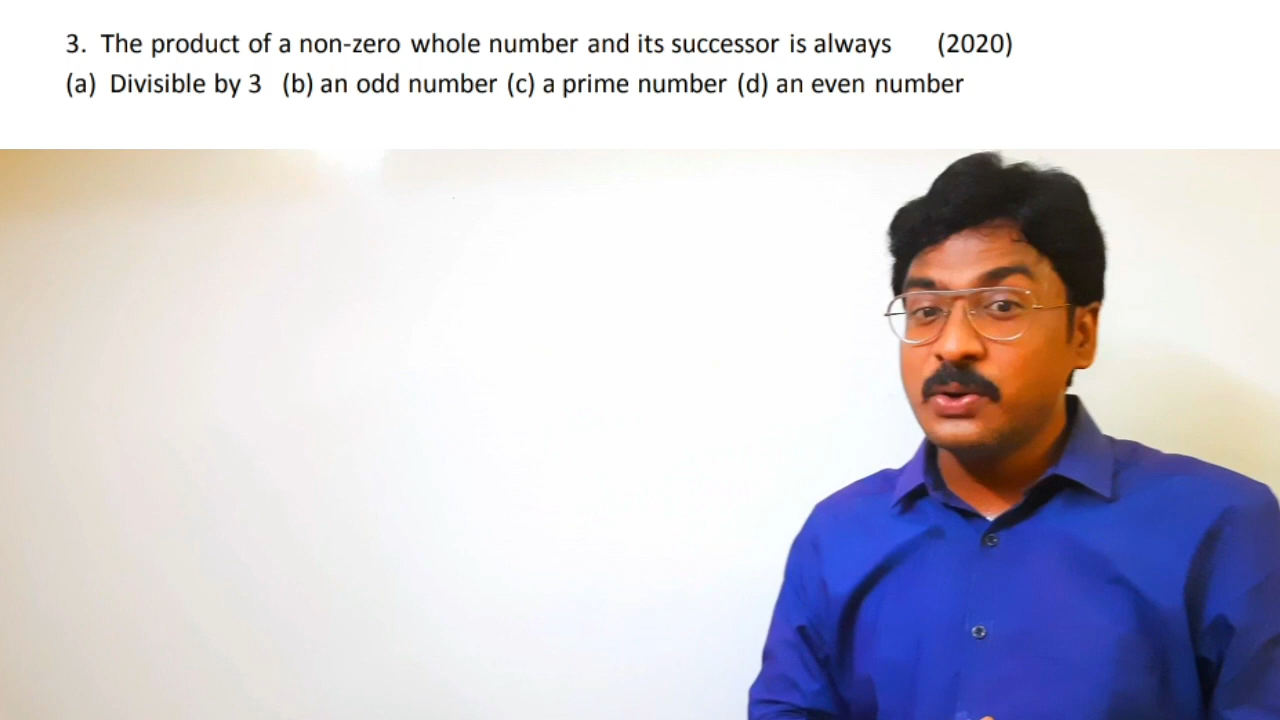 3. The product of a non-zero whole number and its successor is always (2020)
(a) Divisible by 3 (b) an odd number (c) a prime number (d) an even number